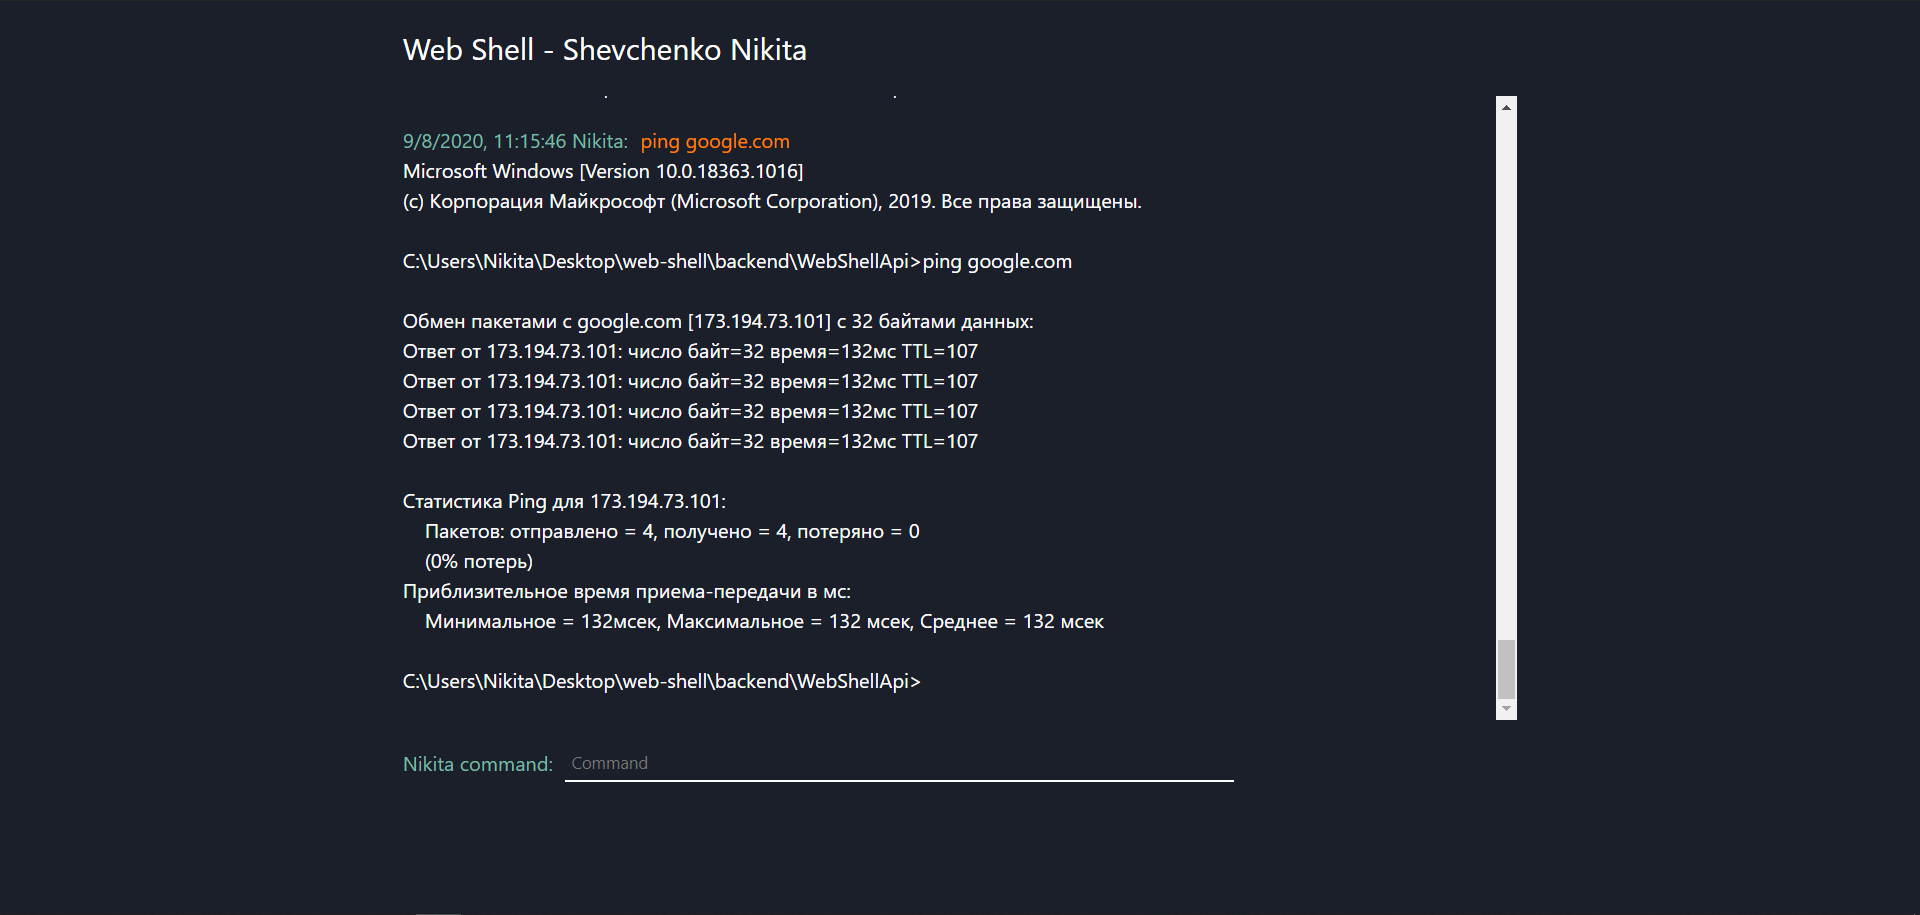 Web Shell - Shevchenko Nikita
9/8/2020, 11:15:46 Nikita: ping google.com
Microsoft Windows [Version 10.0.18363.1016]
(c) Корпорация Майкрософт (Microsoft Corporation), 2019. Все права защищены.
C:\Users\Nikita\Desktop\web-shell\backend\WebShellApi>ping google.com
Обмен пакетами с google.com [173.194.73.101] с 32 байтами данных:
Ответ от 173.194.73.101: число байт=32 время=132мс TTL=107
Ответ от 173.194.73.101: число байт=32 время=132мс TTL=107
Ответ от 173.194.73.101: число байт=32 время=132мс TTL=107
Ответ от 173.194.73.101: число байт=32 время=132мс TTL=107
Статистика Ping для 173.194.73.101:
Пакетов: отправлено = 4, получено = 4, потеряно = 0
(0% потерь)
Приблизительное время приема-передачи в мс:
Минимальное = 132мсек, Максимальное = 132 мсек, Среднее = 132 мсек
C:\Users\Nikita\Desktop\web-shell\backend\WebShellApi>
Nikita command: Command